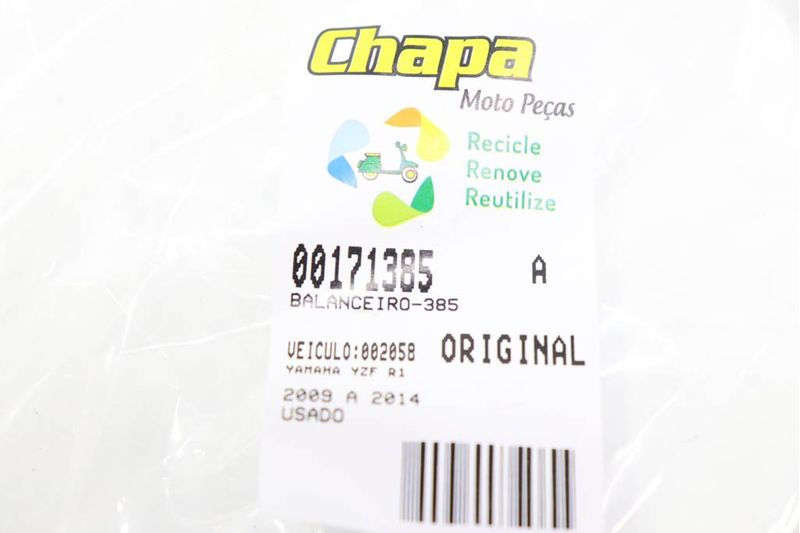 Chapa
Moto Peças
Recicle
Renove
Reutilize
00171385 A
BALANCEIRO-385
VEICULO:002058 ORIGINAL
YAMAHA YZF R1
2009 A 2014
USADO